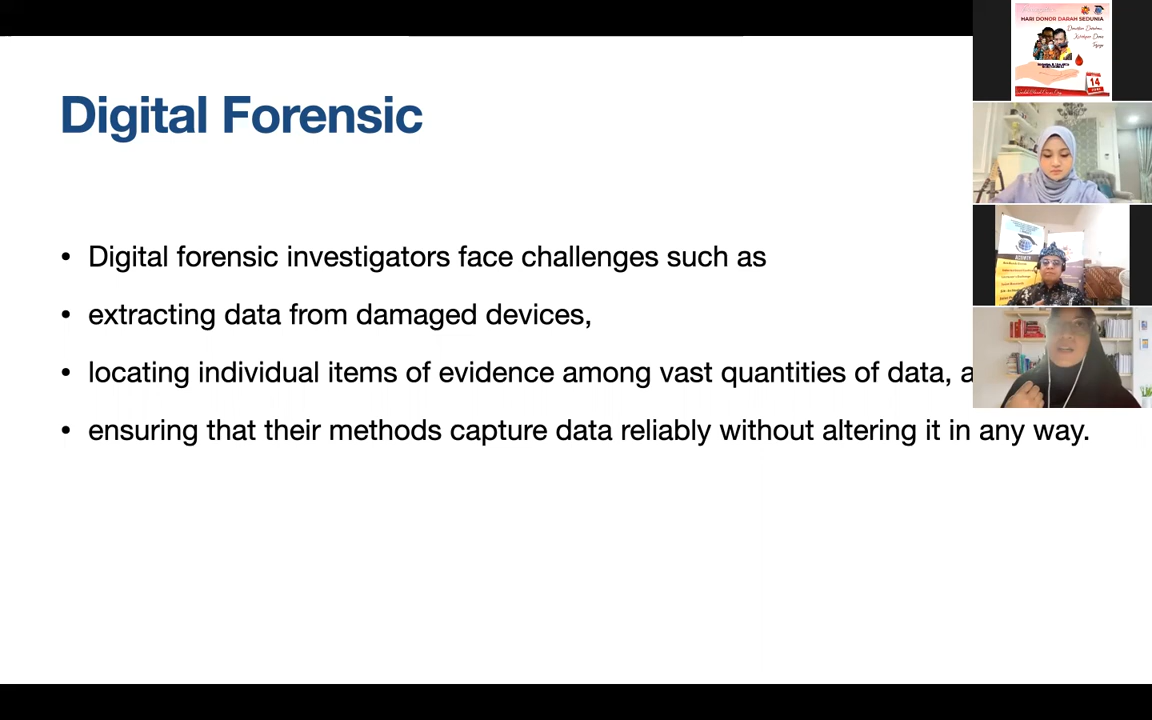 Digital Forensic
• Digital forensic investigators face challenges such as
• extracting data from damaged devices,
• locating individual items of evidence among vast quantities of data, a
• ensuring that their methods capture data reliably without altering it in any way.
HARI DONOR DARAH SEDUNIA
14